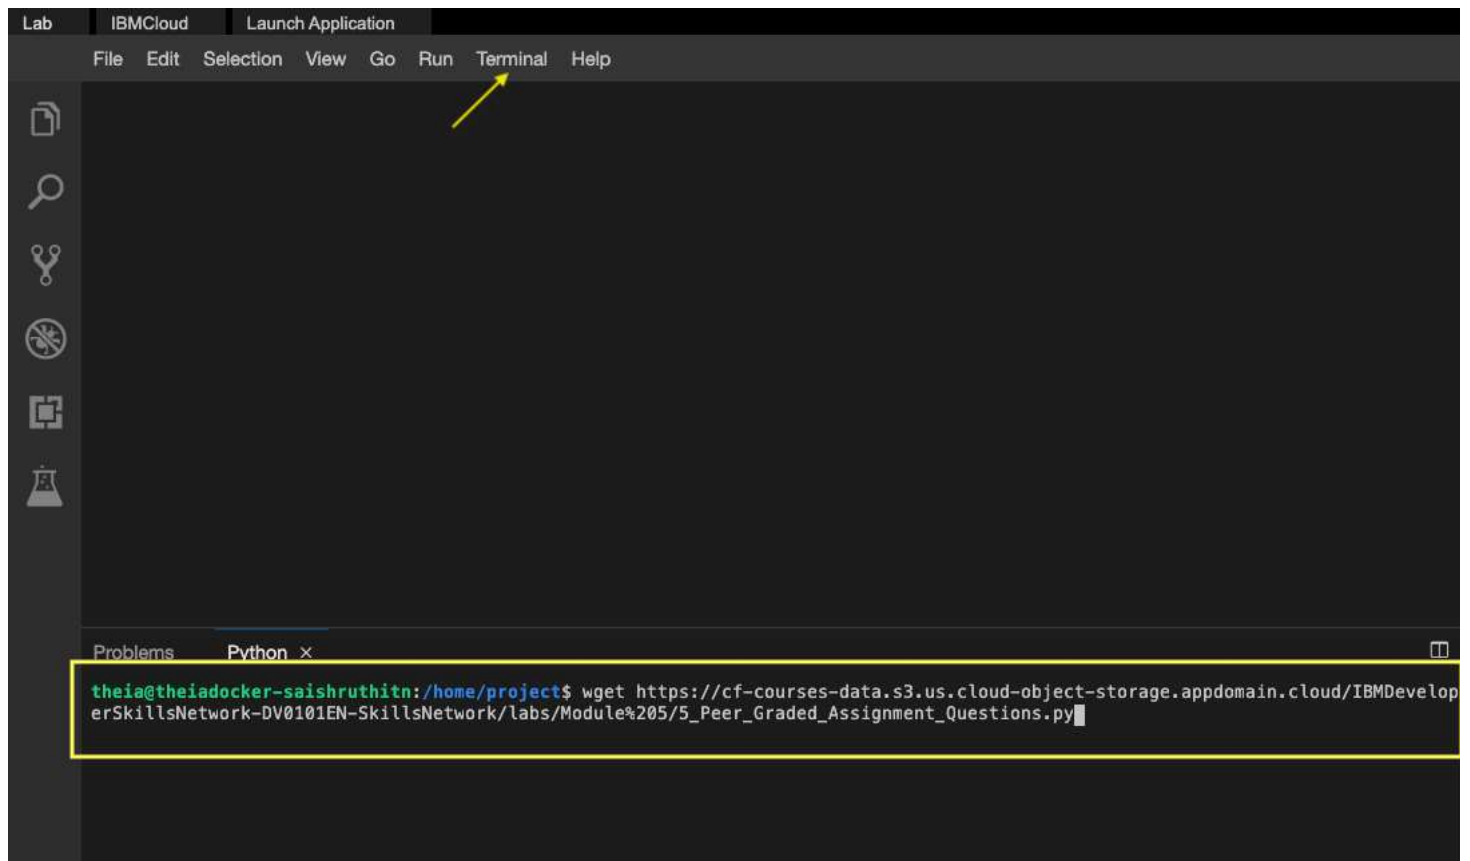 Lab IBMCloud Launch Application
File Edit Selection View Go Run Terminal Help
Problems Python ×
theia@theiadocker-saishruthitn:/home/project$ wget https://cf-courses-data.s3.us.cloud-object-storage.appdomain.cloud/IBMDevelop
erSkillsNetwork-DV0101EN-SkillsNetwork/labs/Module%205/5_Peer_Graded_Assignment_Questions.py